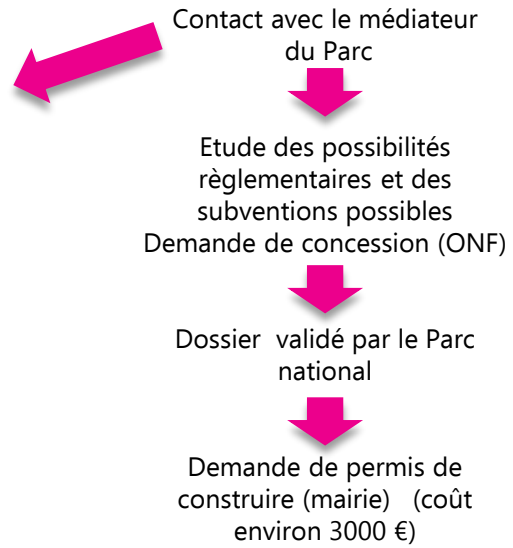 Contact avec le médiateur
du Parc
Etude des possibilités
règlementaires et des
subventions possibles
Demande de concession (ONF)
Dossier  validé par le Parc
national
Demande de permis de
construire (mairie)   (coût
environ 3000 €)